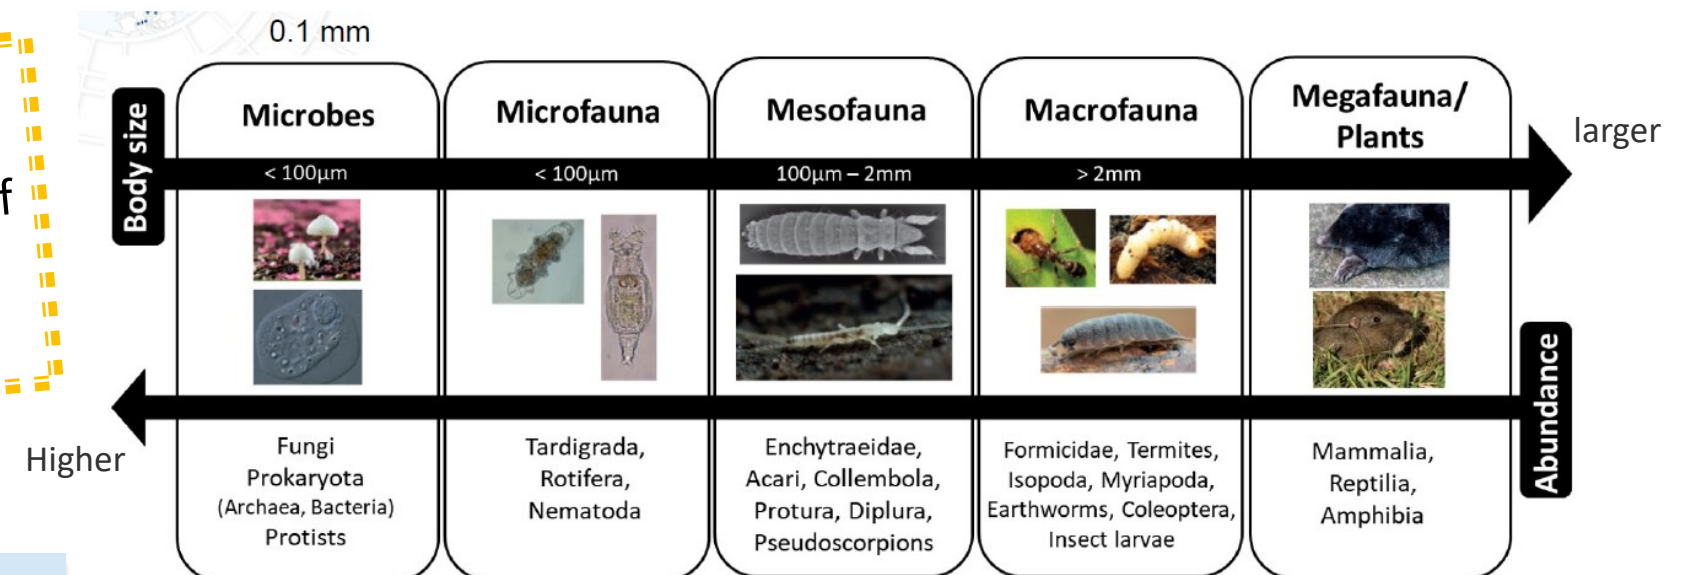 0.1 mm
f
Body size
Microbes
Microfauna
Mesofauna
Macrofauna
Megafauna/
Plants
larger
< 100µm
< 100µm
100µm – 2mm
> 2mm
Higher
Abundance
Fungi
Prokaryota
(Archaea, Bacteria)
Protists
Tardigrada,
Rotifera,
Nematoda
Enchytraeidae,
Acari, Collembola,
Protura, Diplura,
Pseudoscorpions
Formicidae, Termites,
Isopoda, Myriapoda,
Earthworms, Coleoptera,
Insect larvae
Mammalia,
Reptilia,
Amphibia